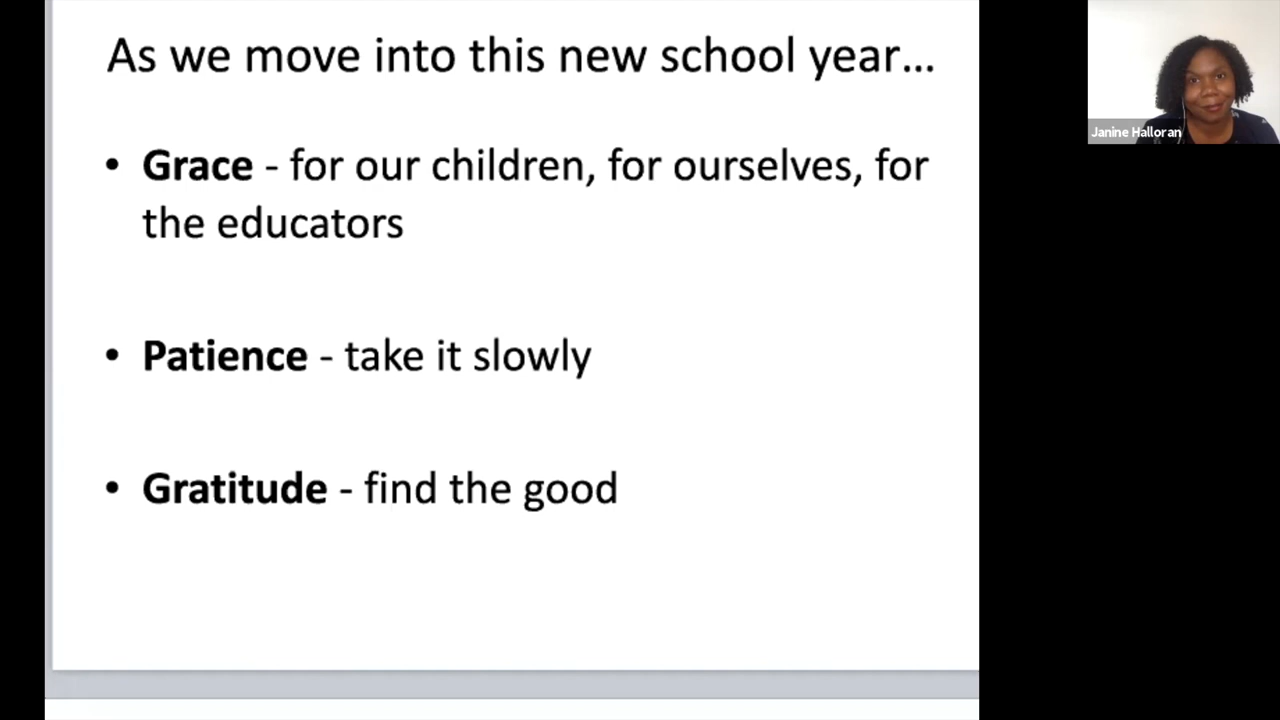 As we move into this new school year...
• Grace - for our children, for ourselves, for
the educators
• Patience - take it slowly
• Gratitude - find the good
Janine Halloran